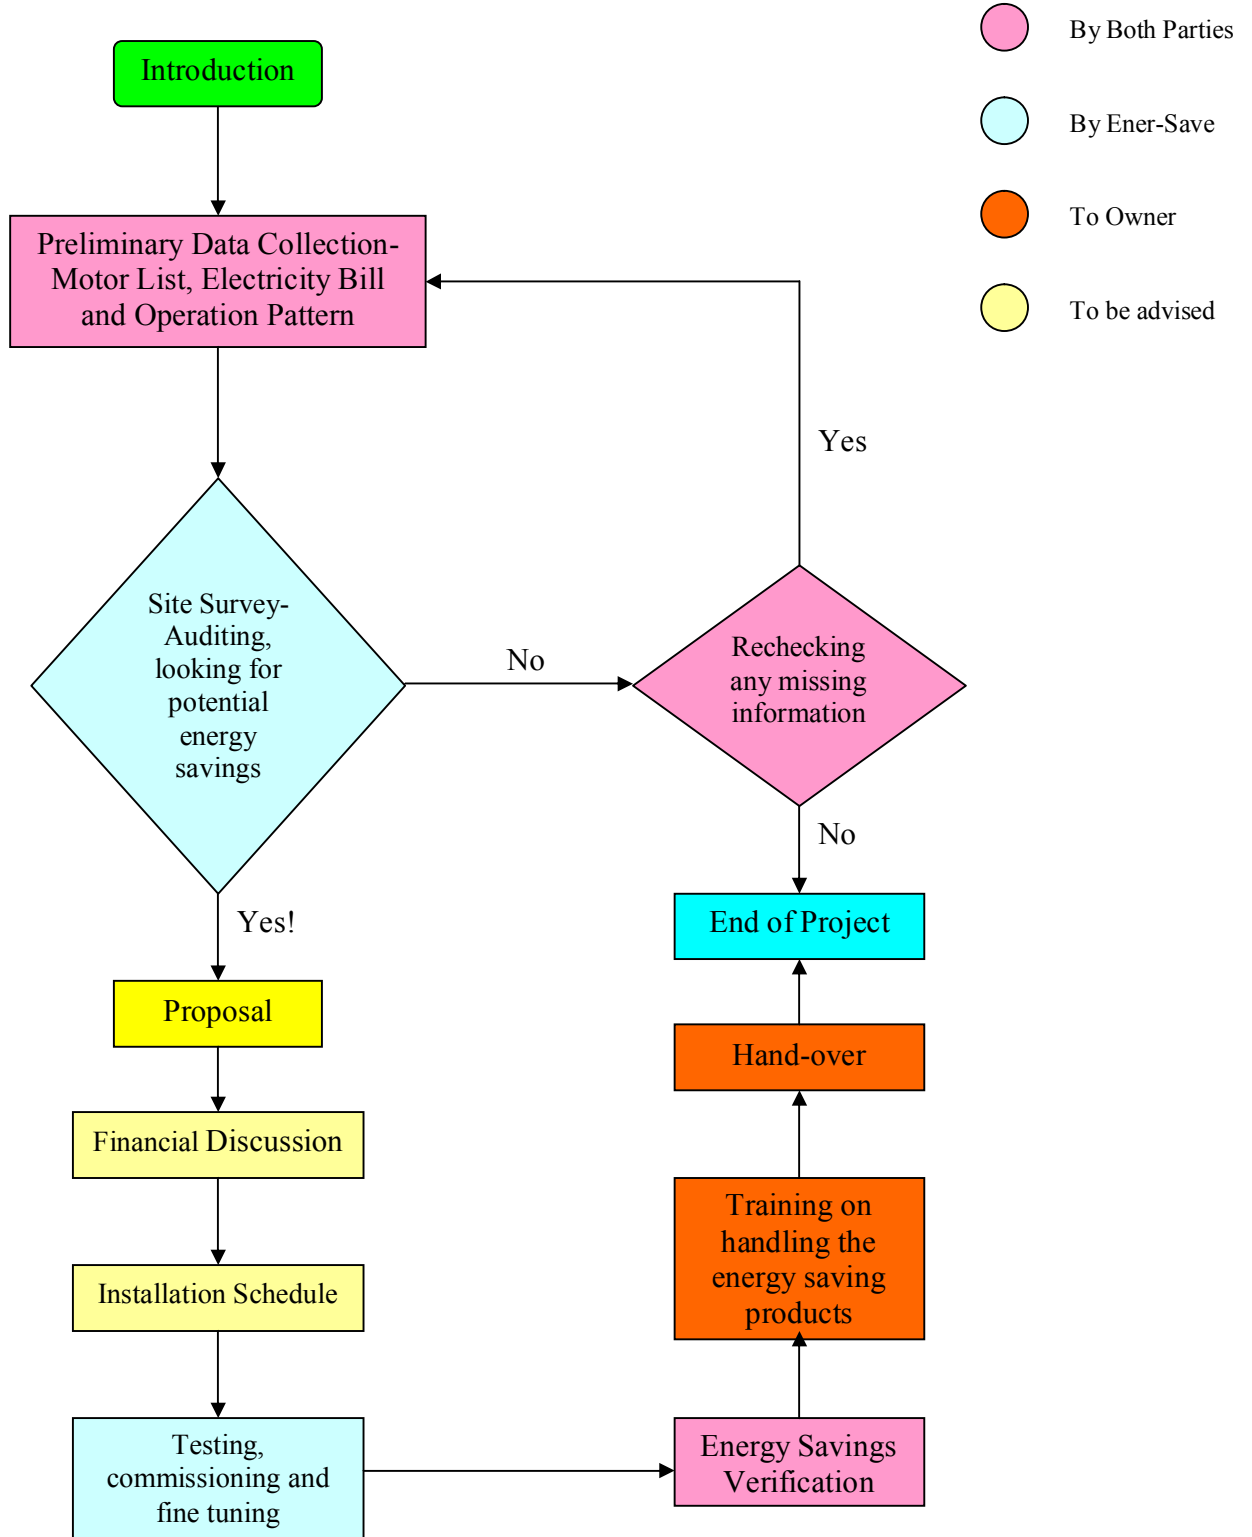 By Both Parties
Introduction
By Ener-Save
To Owner
Preliminary Data Collection-
Motor List, Electricity Bill
and Operation Pattern
To be advised
Yes
Site Survey-
Auditing,
looking for
potential
energy
savings
No
Rechecking
any missing
information
No
Yes!
End of Project
Proposal
Hand-over
Financial Discussion
Training on
handling the
energy saving
products
Installation Schedule
Testing,
commissioning and
fine tuning
Energy Savings
Verification